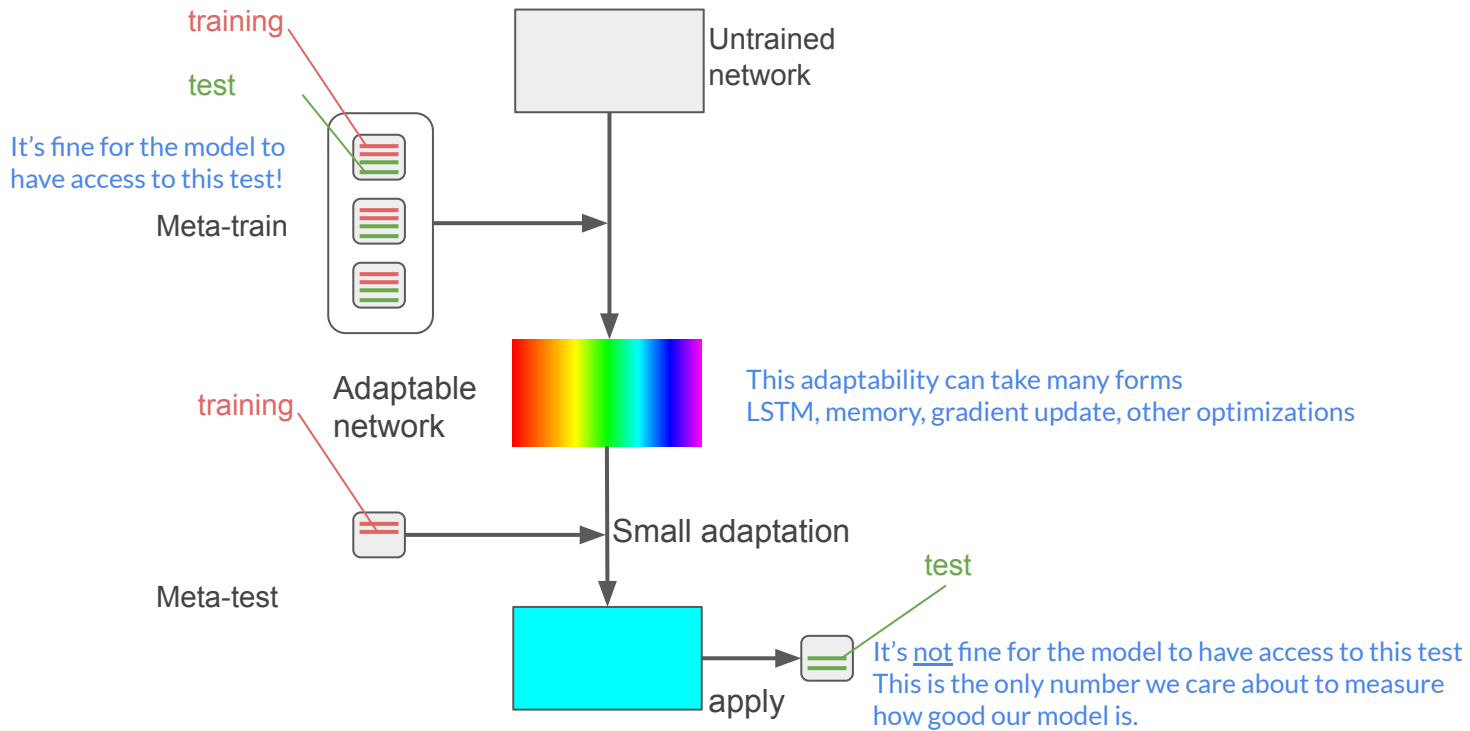 training
Untrained
network
test
It's fine for the model to
have access to this test!
Meta-train
Adaptable
network
This adaptability can take many forms
LSTM, memory, gradient update, other optimizations
training
Small adaptation
Meta-test
test
It's not fine for the model to have access to this test
This is the only number we care about to measure
how good our model is.
apply